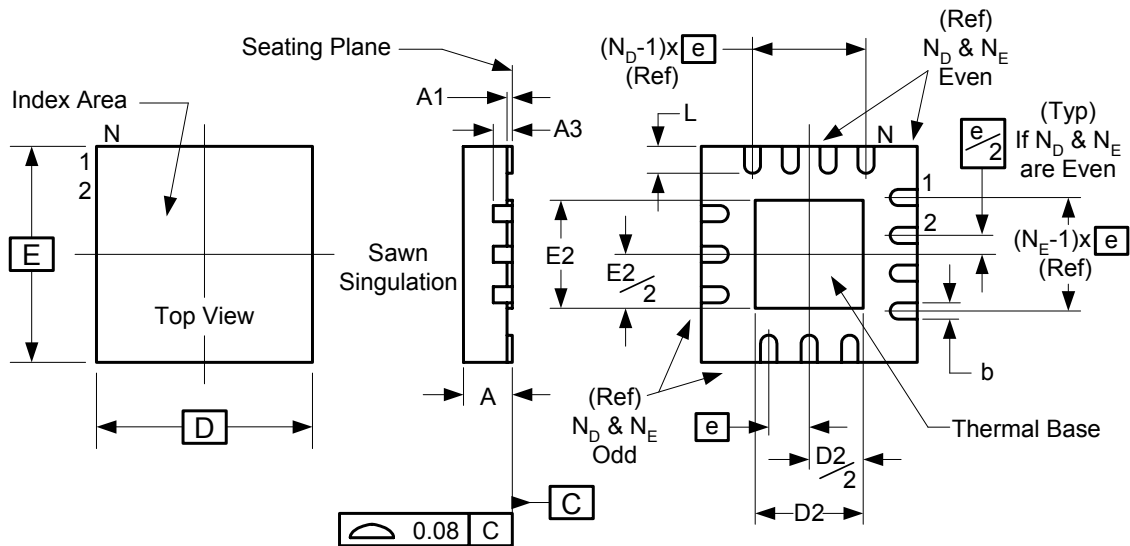 Seating Plane
Index Area
N
1
2
E
Top View
D
A1
A3
Sawn
Singulation
A
0.08 C
C
(N_D-1)x e
(Ref)
(Ref)
N_D & N_E
Even
L
N
e/2
(Typ)
If N_D & N_E
are Even
1
2
(N_E-1)x e
(Ref)
E2
E2/2
b
(Ref)
N_D & N_E
Odd
e
Thermal Base
D2/2
D2